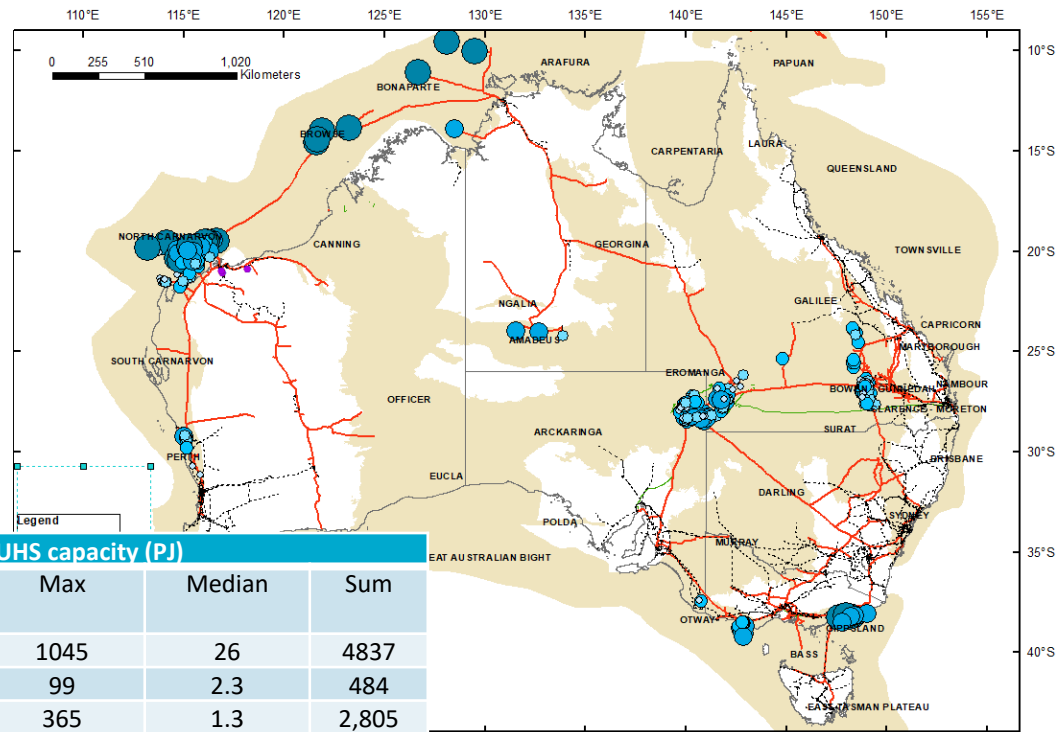 110°E 115°E 120°E 125°E 130°E 135°E 140°E 145°E 150°E 155°E
0 255 510 1,020
Kilometers
10°S
ARAFURA
PAPUAN
BONAPARTE
BROWSE
15°S
LAURA
CARPENTARIA
QUEENSLAND
NORTH CARNARVON
CANNING
GEORGINA
TOWNSVILLE
20°S
NGALIA
GALILEE
CAPRICORN
AMADEUS
MARYBOROUGH
SOUTH CARNARVON
25°S
EROMANGA
NAMBOUR
OFFICER
CLARENCE - MORETON
ARCKARINGA
SURAT
PERTH
BRISBANE
30°S
EUCLA
DARLING
Legend
POLDA
SYDNEY
MURRAY
35°S
EAT AUSTRALIAN BIGHT
UHS capacity (PJ)
Max Median Sum
1045 26 4837
99 2.3 484
365 1.3 2,805
OTWAY
GIPPSLAND
BASS
40°S
EAST TASMAN PLATEAU